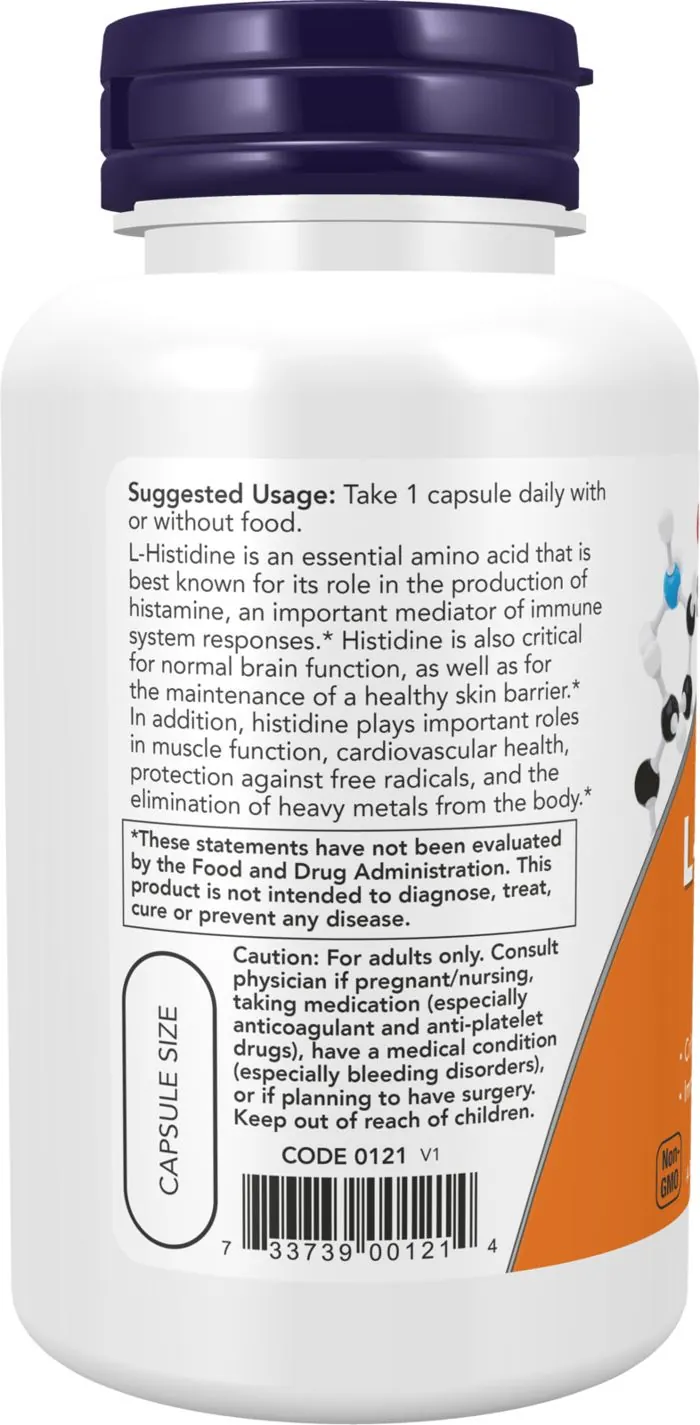 Suggested Usage: Take 1 capsule daily with
or without food.
L-Histidine is an essential amino acid that is
best known for its role in the production of
histamine, an important mediator of immune
system responses.* Histidine is also critical
for normal brain function, as well as for
the maintenance of a healthy skin barrier.*
In addition, histidine plays important roles
in muscle function, cardiovascular health,
protection against free radicals, and the
elimination of heavy metals from the body.*
*These statements have not been evaluated
by the Food and Drug Administration. This
product is not intended to diagnose, treat,
cure or prevent any disease.
CAPSULE SIZE
Caution: For adults only. Consult
physician if pregnant/nursing,
taking medication (especially
anticoagulant and anti-platelet
drugs), have a medical condition
(especially bleeding disorders),
or if planning to have surgery.
Keep out of reach of children.
CODE 0121 V1
7 33739 00121 4
Non-
GMO